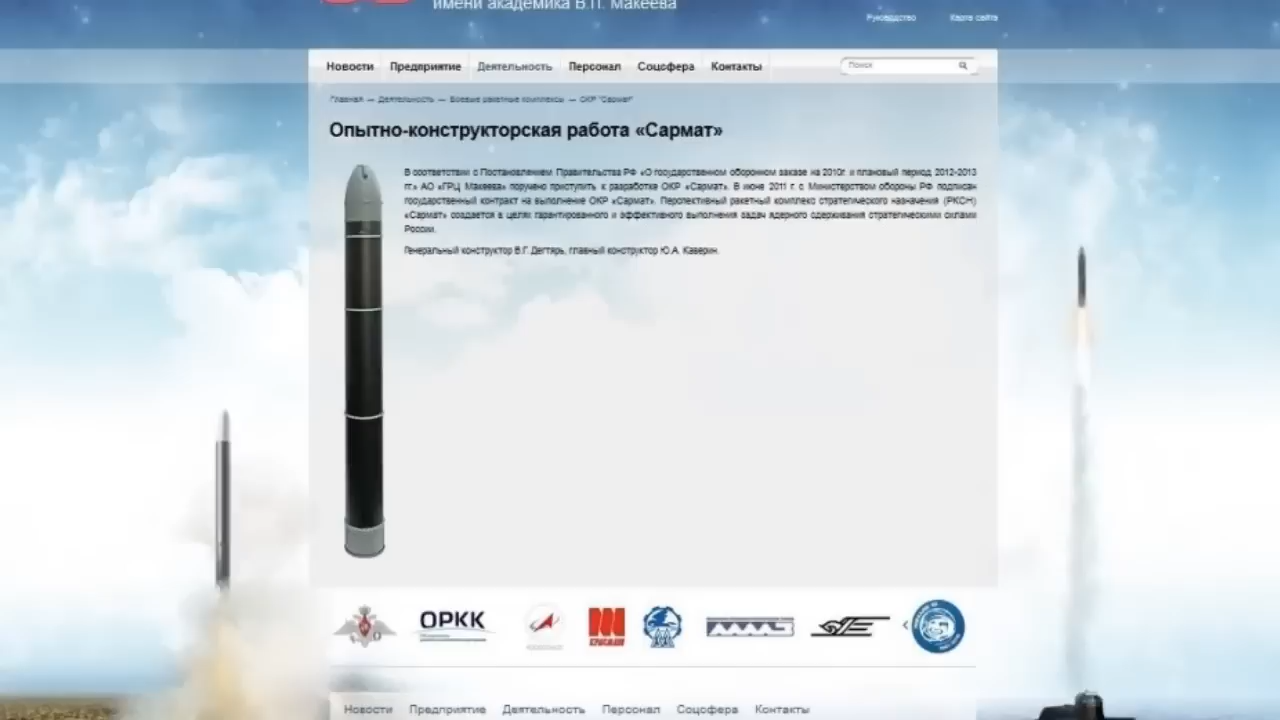 имени академика В.П. Макеева
Руководство Карта сайта
Новости Предприятие Деятельность Персонал Соцсфера Контакты Поиск
Главная — Деятельность — Боевые ракетные комплексы — ОКР "Сармат"
Опытно-конструкторская работа «Сармат»
В соответствии с Постановлением Правительства РФ «О государственном оборонном заказе на 2010г. и плановый период 2012-2013
гг.» АО «ГРЦ Макеева» поручено приступить к разработке ОКР «Сармат». В июне 2011 г. с Министерством обороны РФ подписан
государственный контракт на выполнение ОКР «Сармат». Перспективный ракетный комплекс стратегического назначения (РКСН)
«Сармат» создается в целях гарантированного и эффективного выполнения задач ядерного сдерживания стратегическими силами
России.
Генеральный конструктор В.Г. Дегтярь, главный конструктор Ю.А. Каверин.
ОРКК
Новости Предприятие Деятельность Персонал Соцсфера Контакты